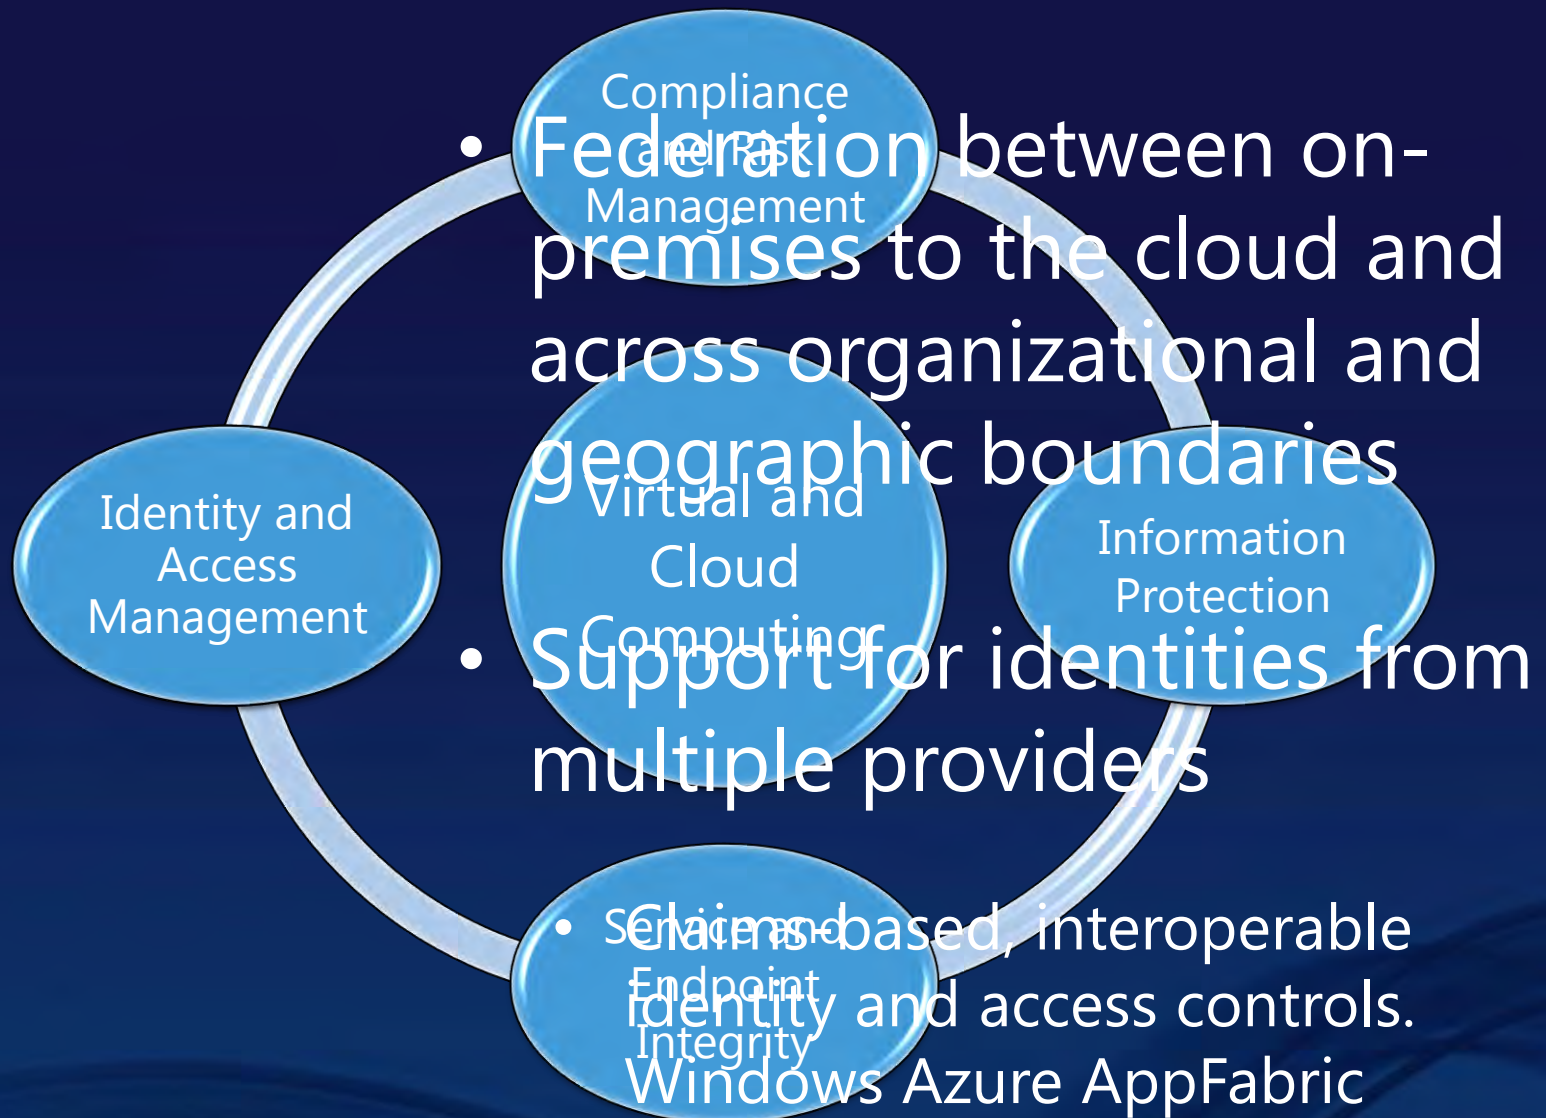 Compliance
and Risk
Management
• Federation between on-
premises to the cloud and
across organizational and
geographic boundaries
Identity and
Access
Management
Virtual and
Cloud
Computing
Information
Protection
• Support for identities from
multiple providers
Service and
Endpoint
Integrity
• Claims-based, interoperable
identity and access controls.
Windows Azure AppFabric